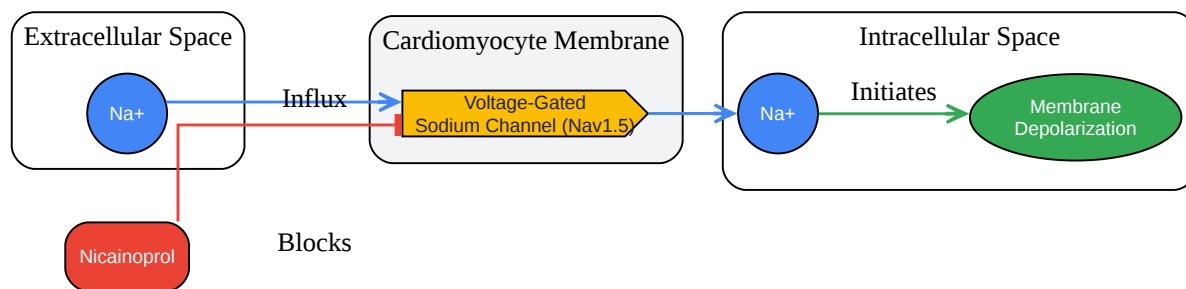 Extracellular Space
Na+
Influx
Cardiomyocyte Membrane
Voltage-Gated
Sodium Channel (Nav1.5)
Intracellular Space
Na+
Initiates
Membrane
Depolarization
Nicainoprol
Blocks